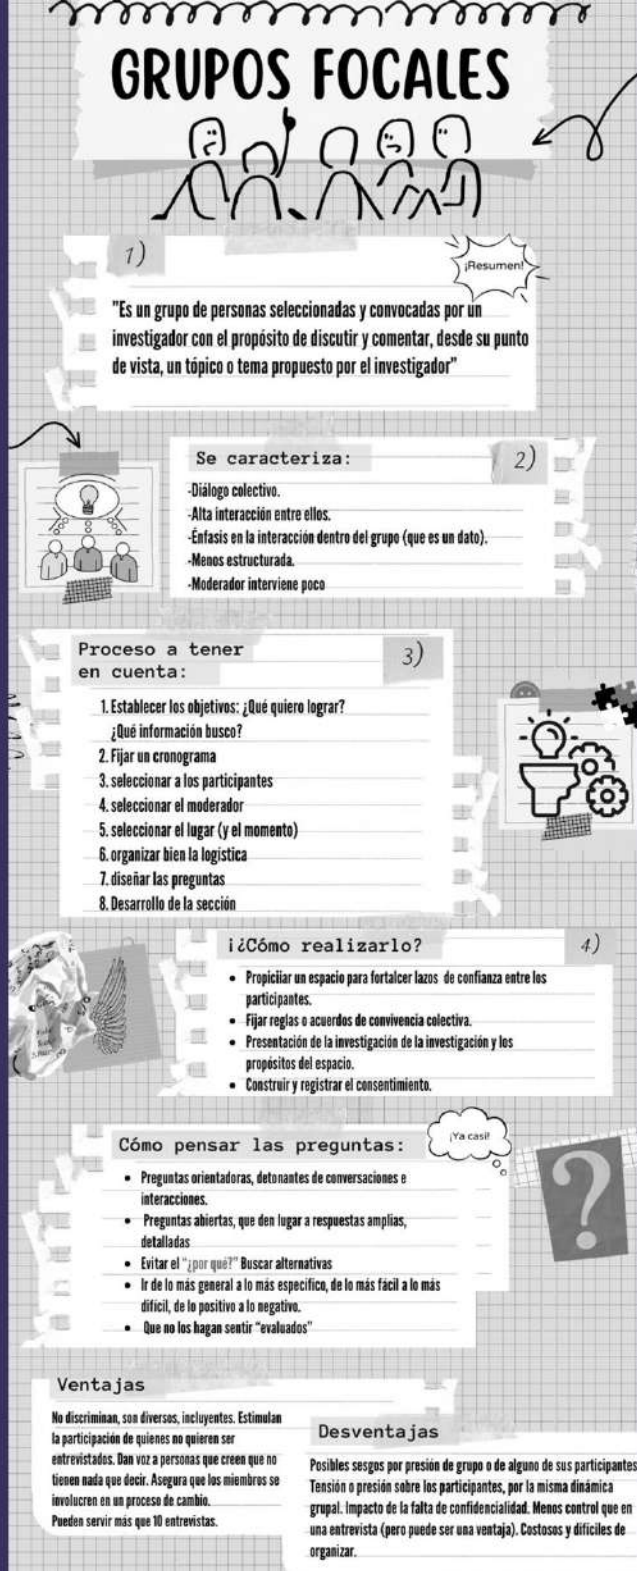 GRUPOS FOCALES
1)
¡Resumen!
"Es un grupo de personas seleccionadas y convocadas por un
investigador con el propósito de discutir y comentar, desde su punto
de vista, un tópico o tema propuesto por el investigador"
Se caracteriza:
2)
-Diálogo colectivo.
-Alta interacción entre ellos.
-Énfasis en la interacción dentro del grupo (que es un dato).
-Menos estructurada.
-Moderador interviene poco
Proceso a tener
en cuenta:
3)
1. Establecer los objetivos: ¿Qué quiero lograr?
¿Qué información busco?
2. Fijar un cronograma
3. seleccionar a los participantes
4. seleccionar el moderador
5. seleccionar el lugar (y el momento)
6. organizar bien la logística
7. diseñar las preguntas
8. Desarrollo de la sección
¡¿Cómo realizarlo?
4)
• Propiciiar un espacio para fortalcer lazos de confianza entre los
participantes.
• Fijar reglas o acuerdos de convivencia colectiva.
• Presentación de la investigación de la investigación y los
propósitos del espacio.
• Construir y registrar el consentimiento.
Cómo pensar las preguntas:
¡Ya casi!
• Preguntas orientadoras, detonantes de conversaciones e
interacciones.
• Preguntas abiertas, que den lugar a respuestas amplias,
detalladas
• Evitar el "¿por qué?" Buscar alternativas
• Ir de lo más general a lo más específico, de lo más fácil a lo más
difícil, de lo positivo a lo negativo.
• Que no los hagan sentir "evaluados"
?
Ventajas
No discriminan, son diversos, incluyentes. Estimulan
la participación de quienes no quieren ser
entrevistados. Dan voz a personas que creen que no
tienen nada que decir. Asegura que los miembros se
involucren en un proceso de cambio.
Pueden servir más que 10 entrevistas.
Desventajas
Posibles sesgos por presión de grupo o de alguno de sus participantes
Tensión o presión sobre los participantes, por la misma dinámica
grupal. Impacto de la falta de confidencialidad. Menos control que en
una entrevista (pero puede ser una ventaja). Costosos y difíciles de
organizar.